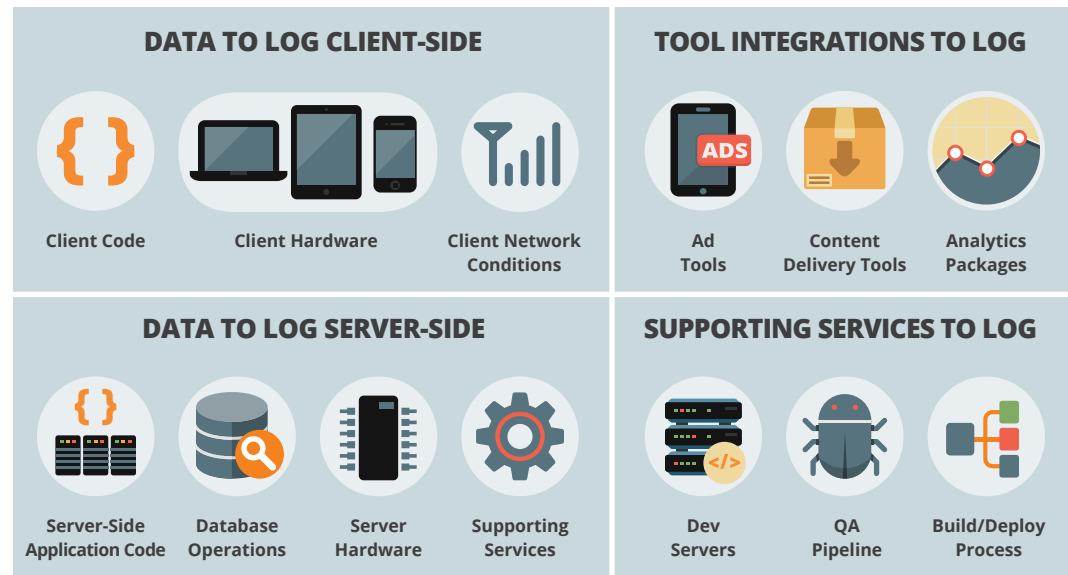 DATA TO LOG CLIENT-SIDE
{ }
Client Code
Client Hardware
Client Network
Conditions
TOOL INTEGRATIONS TO LOG
ADS
Ad
Tools
Content
Delivery Tools
Analytics
Packages
DATA TO LOG SERVER-SIDE
{ }
Server-Side
Application Code
Database
Operations
Server
Hardware
Supporting
Services
SUPPORTING SERVICES TO LOG
</>
Dev
Servers
QA
Pipeline
Build/Deploy
Process